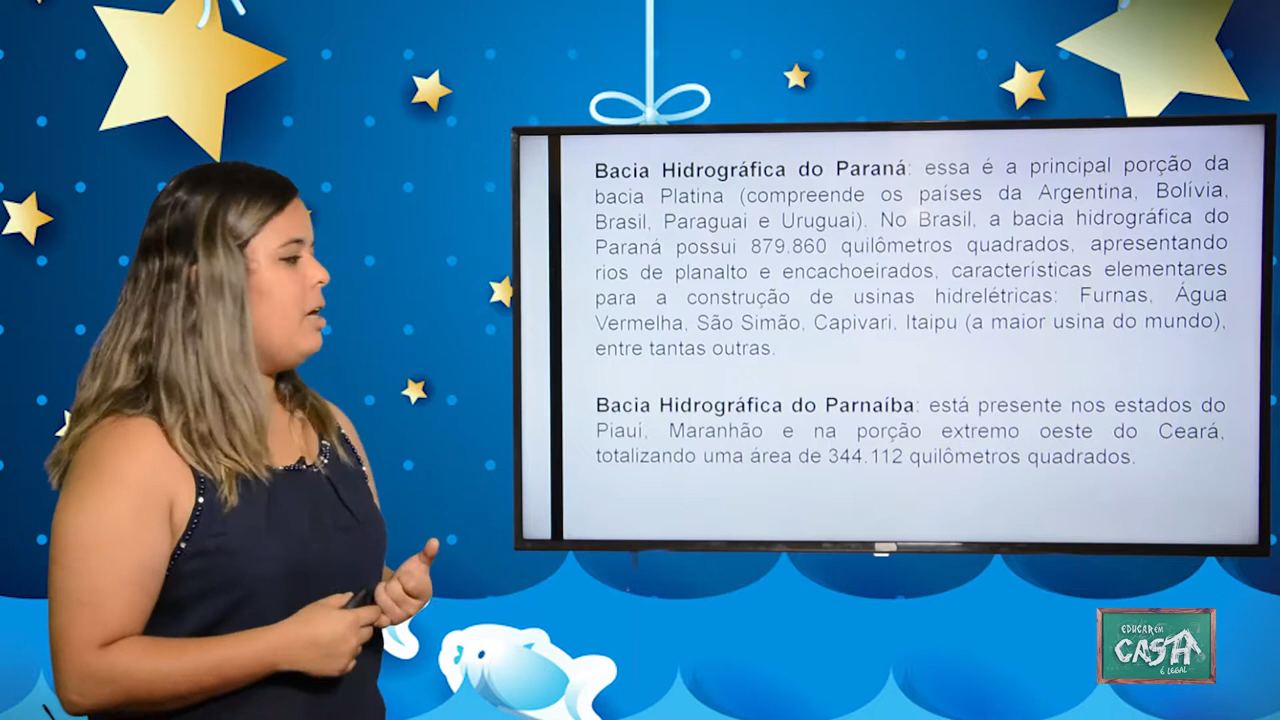 Bacia Hidrográfica do Paraná: essa é a principal porção da
bacia Platina (compreende os países da Argentina, Bolívia,
Brasil, Paraguai e Uruguai). No Brasil, a bacia hidrográfica do
Paraná possui 879.860 quilômetros quadrados, apresentando
rios de planalto e encachoeirados, características elementares
para a construção de usinas hidrelétricas: Furnas, Água
Vermelha, São Simão, Capivari, Itaipu (a maior usina do mundo),
entre tantas outras.
Bacia Hidrográfica do Parnaíba: está presente nos estados do
Piauí, Maranhão e na porção extremo oeste do Ceará,
totalizando uma área de 344.112 quilômetros quadrados.
EDUCAR EM
CASA
É LEGAL